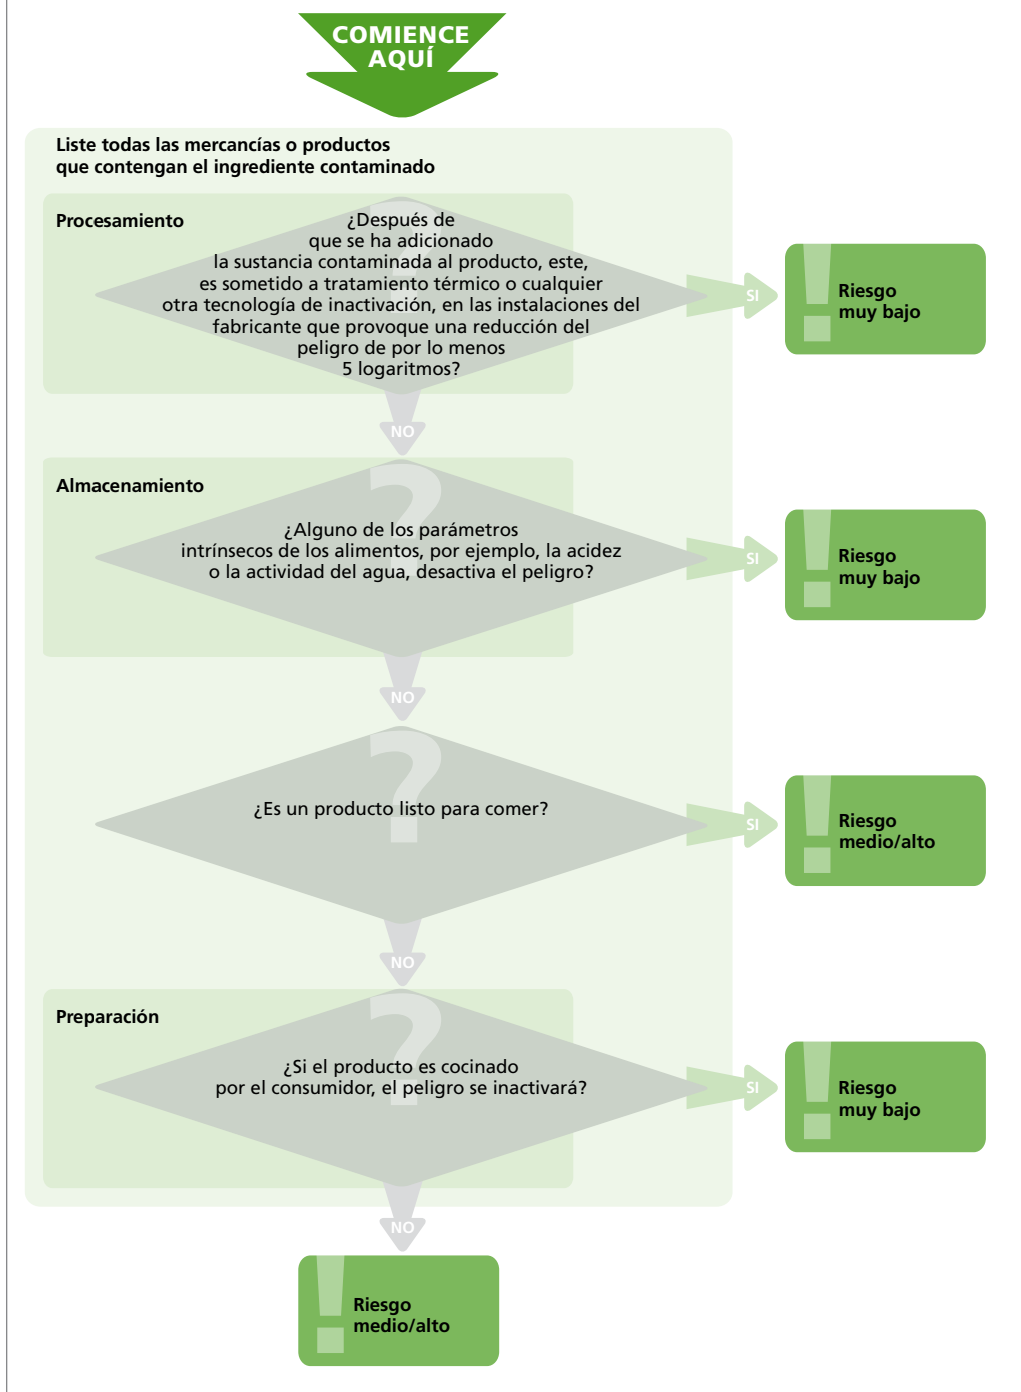 COMIENCE
AQUÍ
Liste todas las mercancías o productos
que contengan el ingrediente contaminado
Procesamiento
¿Después de
que se ha adicionado
la sustancia contaminada al producto, este,
es sometido a tratamiento térmico o cualquier
otra tecnología de inactivación, en las instalaciones del
fabricante que provoque una reducción del
peligro de por lo menos
5 logaritmos?
SI
Riesgo
muy bajo
NO
Almacenamiento
¿Alguno de los parámetros
intrínsecos de los alimentos, por ejemplo, la acidez
o la actividad del agua, desactiva el peligro?
SI
Riesgo
muy bajo
NO
¿Es un producto listo para comer?
SI
Riesgo
medio/alto
NO
Preparación
¿Si el producto es cocinado
por el consumidor, el peligro se inactivará?
SI
Riesgo
muy bajo
NO
Riesgo
medio/alto